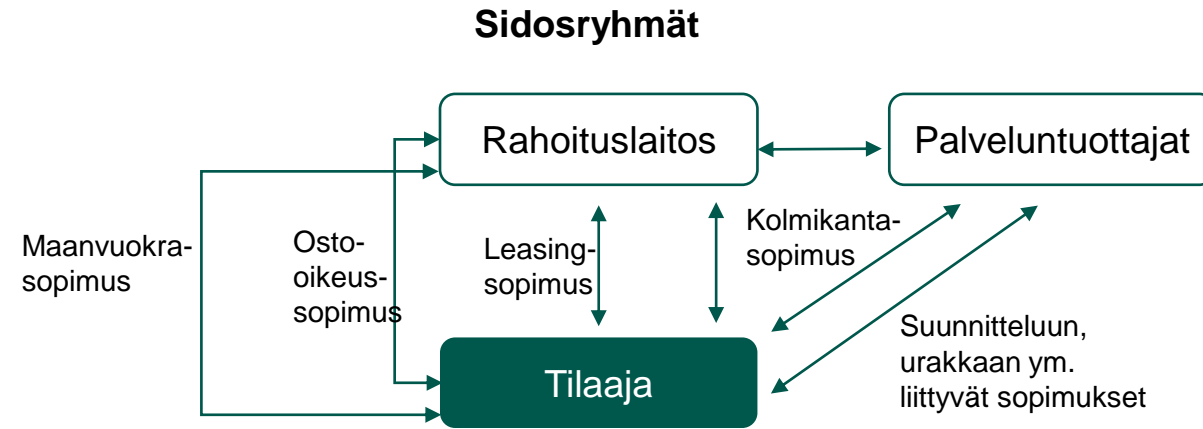 Sidosryhmät
Rahoituslaitos
Palveluntuottajat
Maanvuokra-
sopimus
Osto-
oikeus-
sopimus
Leasing-
sopimus
Kolmikanta-
sopimus
Suunnitteluun,
urakkaan ym.
liittyvät sopimukset
Tilaaja